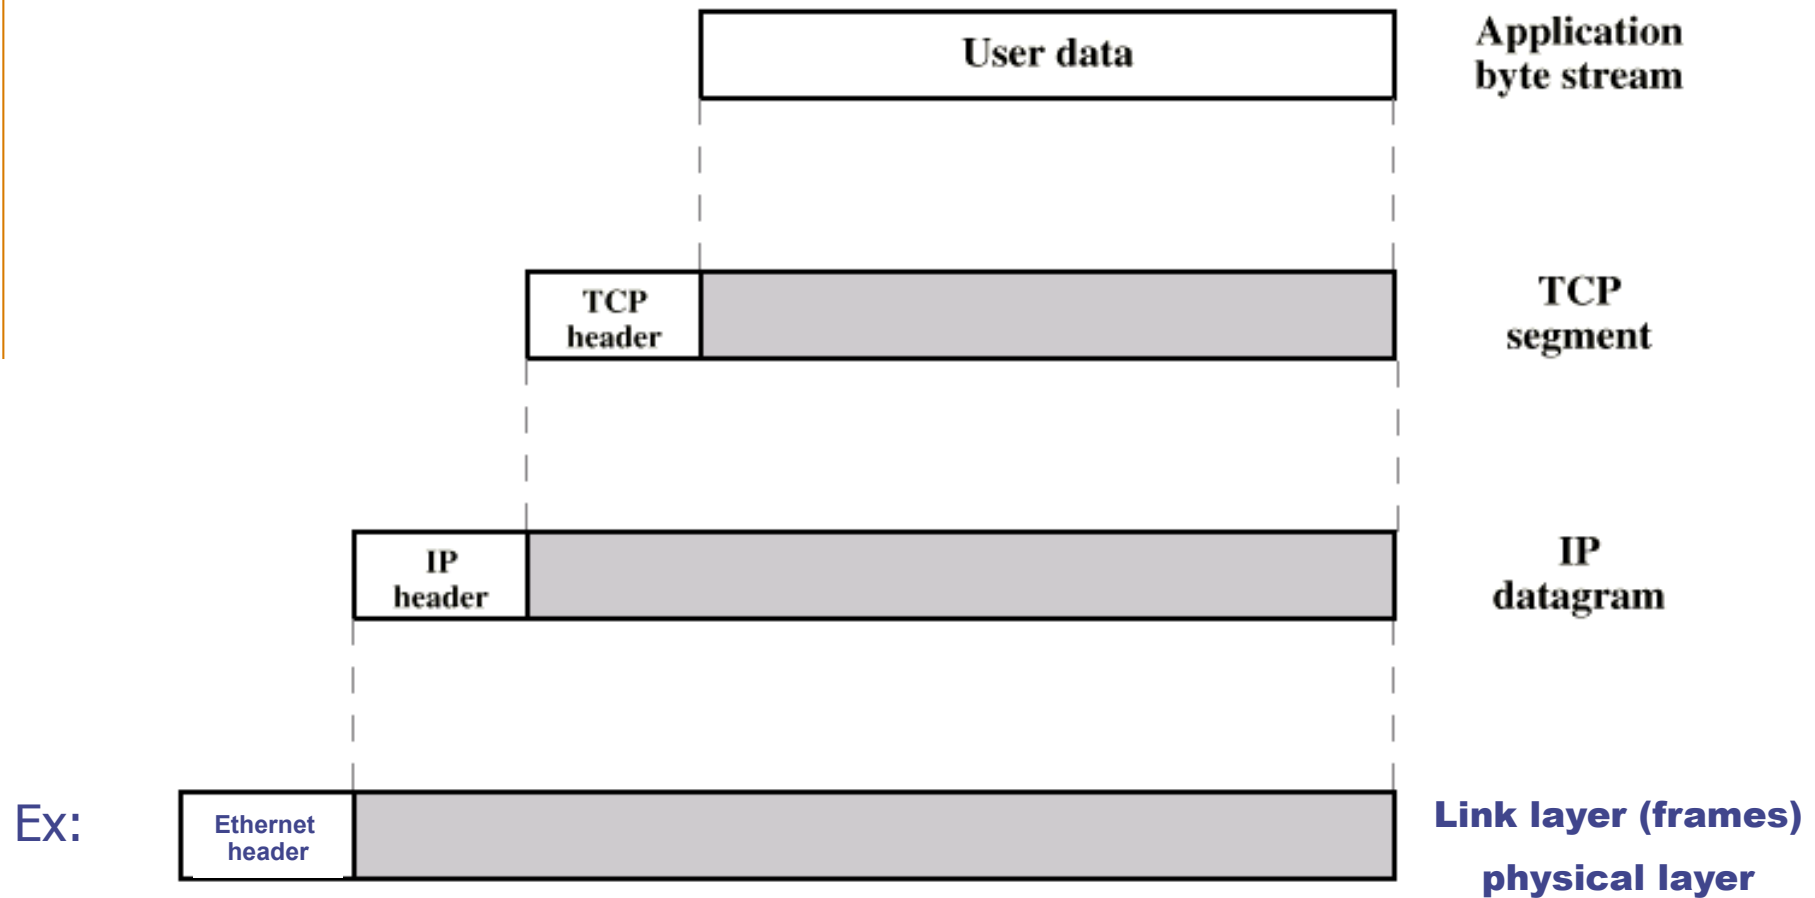 User data
Application
byte stream
TCP
header
TCP
segment
IP
header
IP
datagram
Ex:
Ethernet
header
Link layer (frames)
physical layer